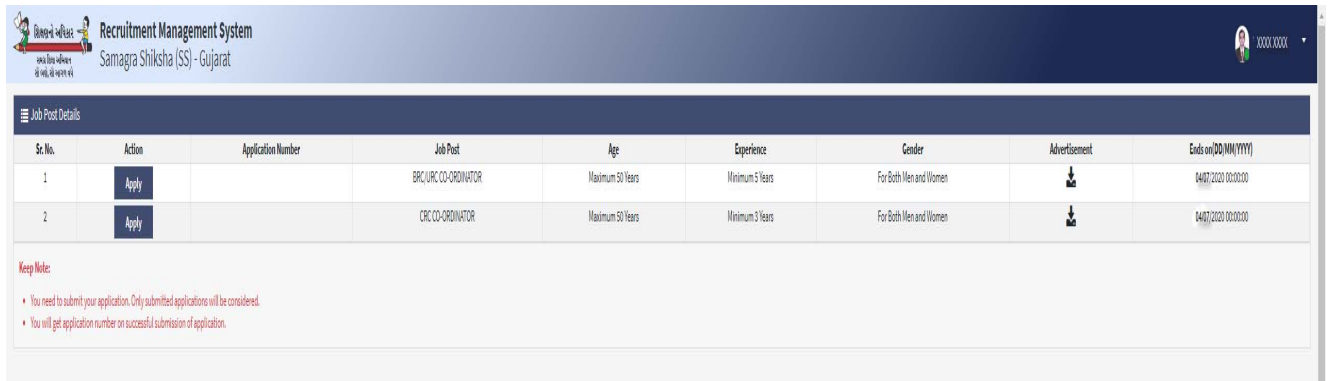 Recruitment Management System
Samagra Shiksha (SS) - Gujarat
: XXXX XXXX
Job Post Details
Sr. No. Action Application Number Job Post Age Experience Gender Advertisement Ends on(DD/MM/YYYY)
1 Apply BRC/URC CO-ORDINATOR Maximum 50 Years Minimum 5 Years For Both Men and Women 04/07/2020 00:00:00
2 Apply CRC CO-ORDINATOR Maximum 50 Years Minimum 3 Years For Both Men and Women 04/07/2020 00:00:00
Keep Note:
• You need to submit your application. Only submitted applications will be considered.
• You will get application number on successful submission of application.